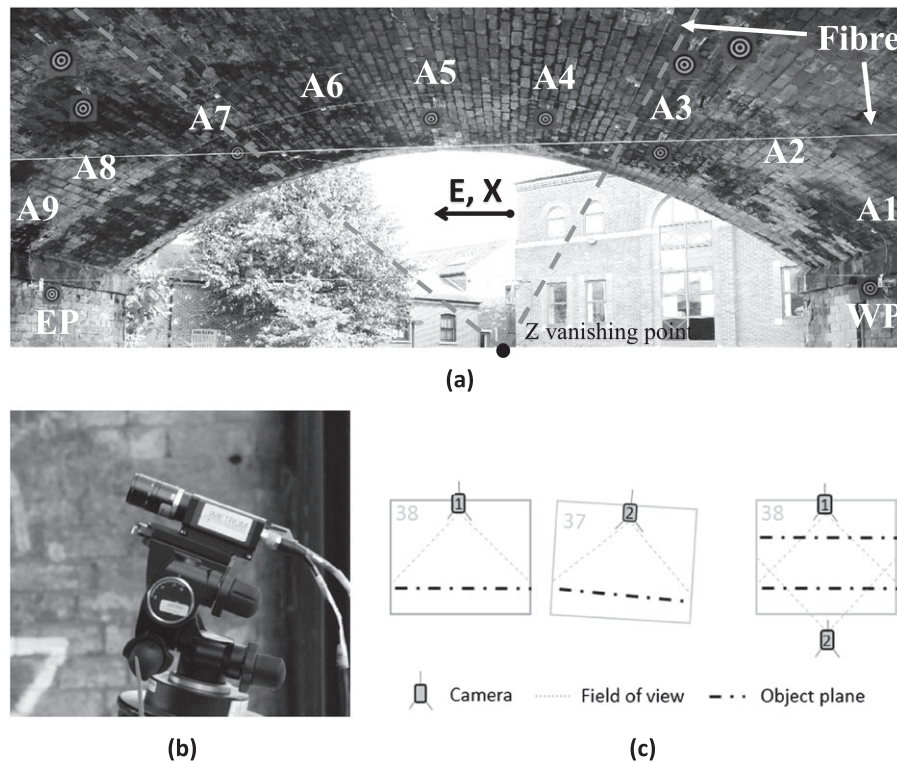 Fibre
A5
A6
A4
A7
A3
A8
A2
E, X
A9
A1
EP
WP
Z vanishing point
(a)
IMETRUM
38
1
37
2
38
1
2
Camera
Field of view
Object plane
(b)
(c)